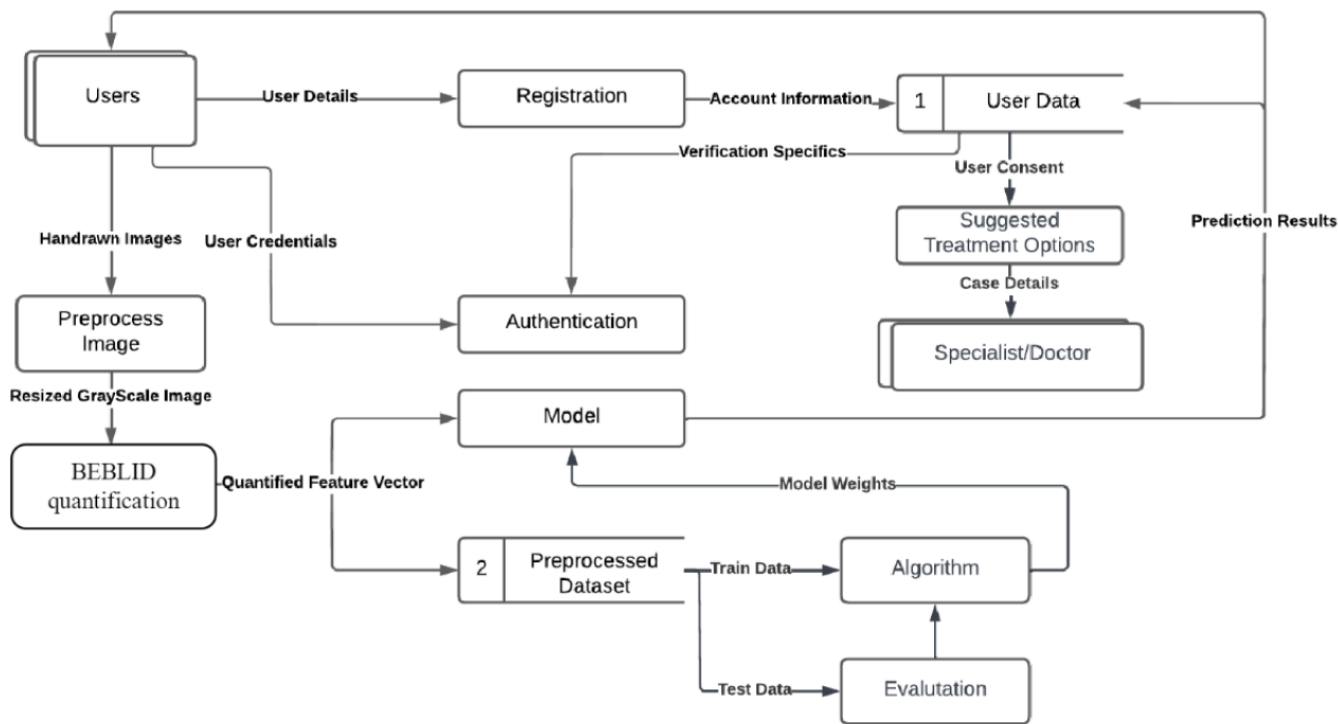 Users
User Details
Registration
Account Information
1
User Data
Verification Specifics
User Consent
Suggested
Treatment Options
Prediction Results
Handrawn Images
User Credentials
Case Details
Preprocess
Image
Authentication
Specialist/Doctor
Resized GrayScale Image
Model
BEBLID
quantification
Quantified Feature Vector
Model Weights
2
Preprocessed
Dataset
Train Data
Algorithm
Test Data
Evalutation